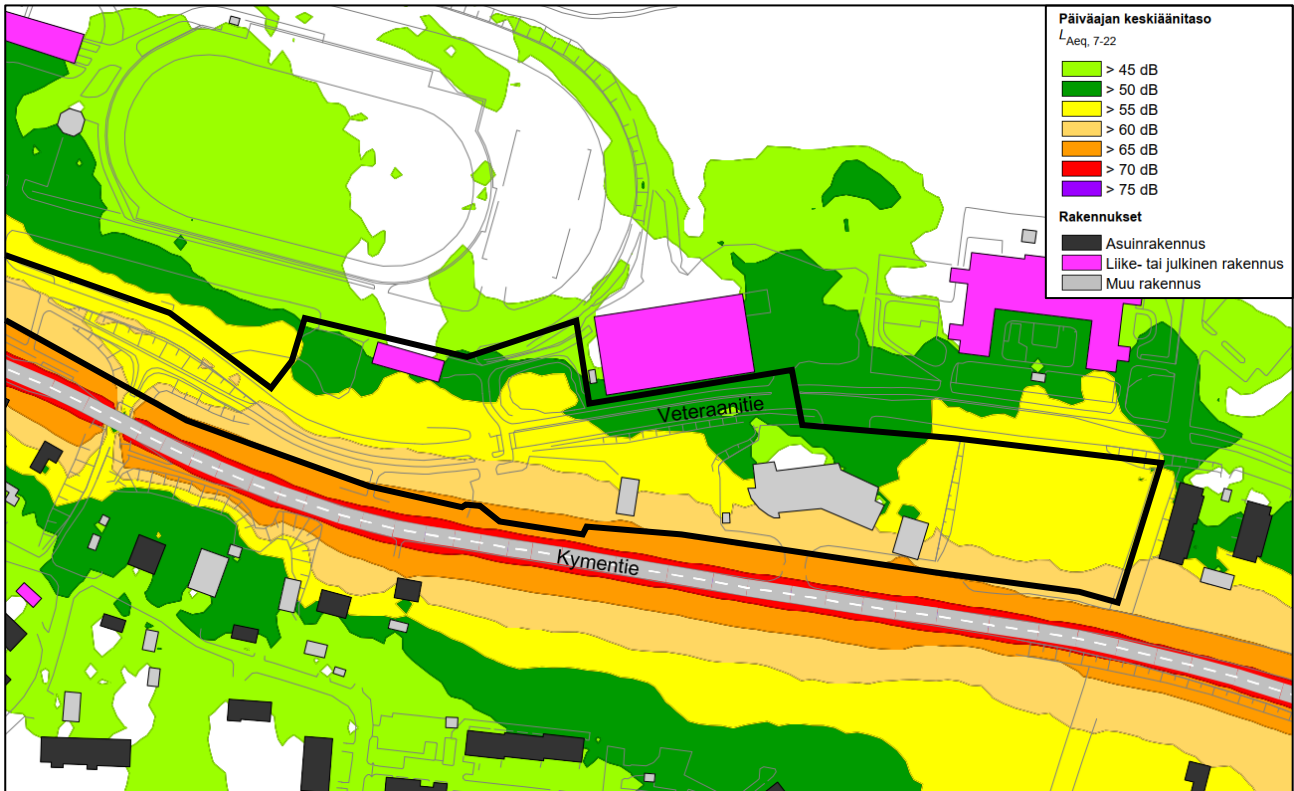 Päiväajan keskiäänitaso
LAeq, 7-22
> 45 dB
> 50 dB
> 55 dB
> 60 dB
> 65 dB
> 70 dB
> 75 dB
Rakennukset
Asuinrakennus
Liike- tai julkinen rakennus
Muu rakennus
Veteraanitie
Kymentie